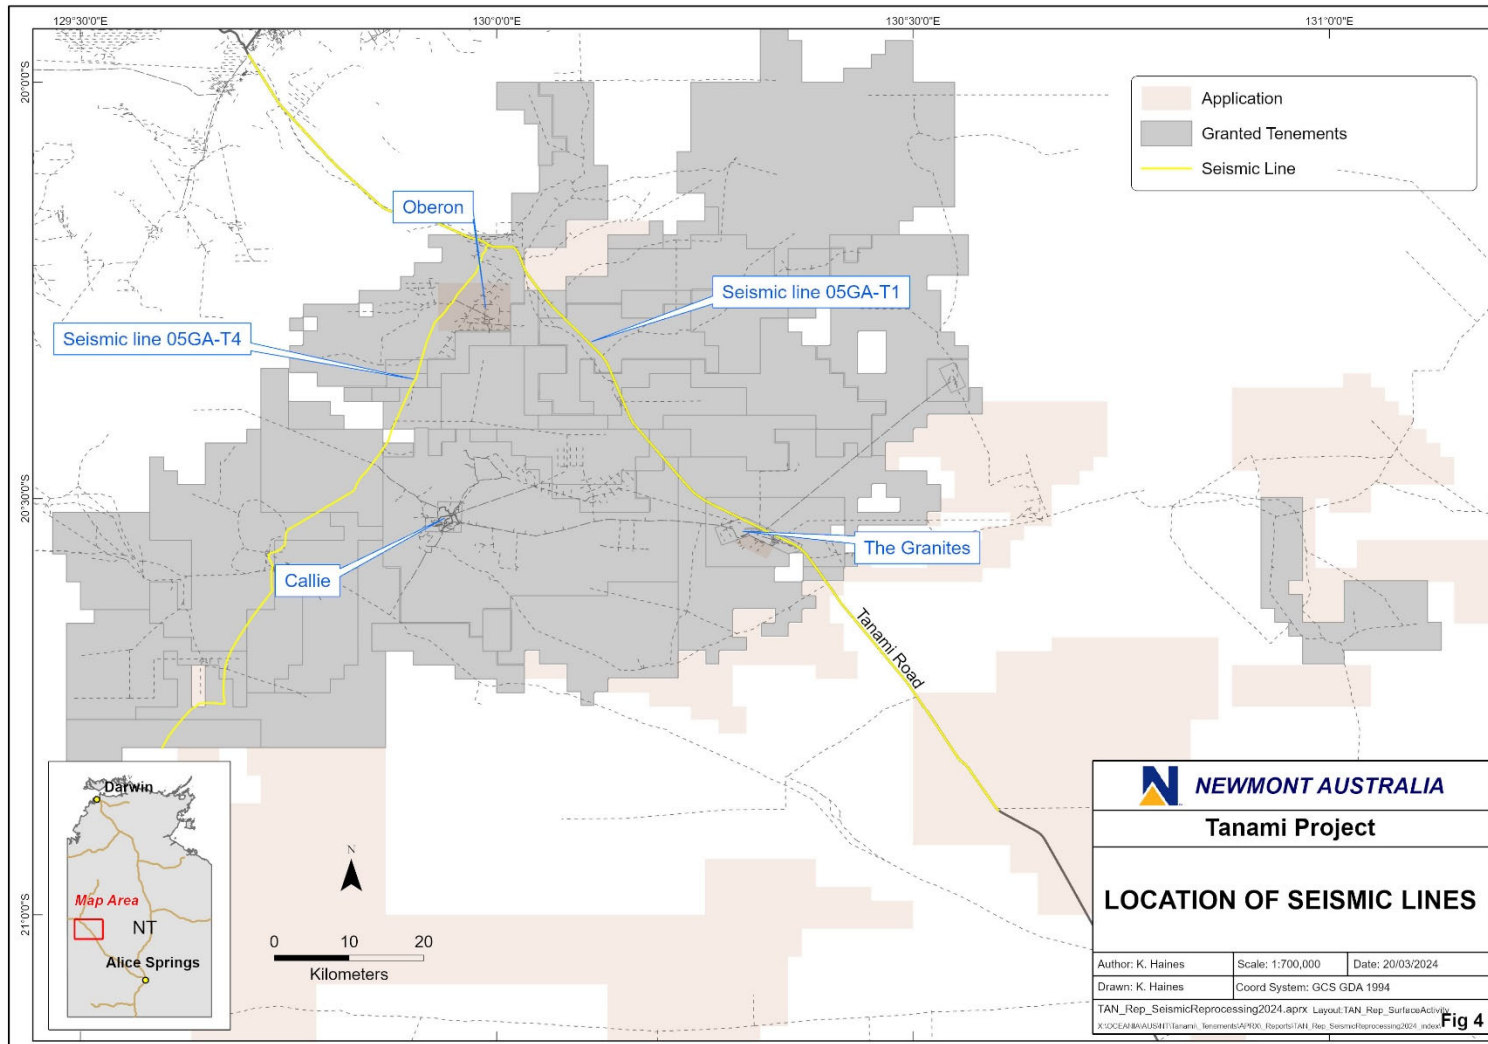 129°30'0"E
130°0'0"E
130°30'0"E
131°0'0"E
20°0'0"S
20°30'0"S
21°0'0"S
Application
Granted Tenements
Seismic Line
Oberon
Seismic line 05GA-T1
Seismic line 05GA-T4
The Granites
Callie
Tanami Road
Darwin
Map Area
NT
Alice Springs
N
0 10 20
Kilometers
NEWMONT AUSTRALIA
Tanami Project
LOCATION OF SEISMIC LINES
Author: K. Haines
Scale: 1:700,000
Date: 20/03/2024
Drawn: K. Haines
Coord System: GCS GDA 1994
TAN_Rep_SeismicReprocessing2024.aprx Layout:TAN_Rep_SurfaceActivity
Fig 4